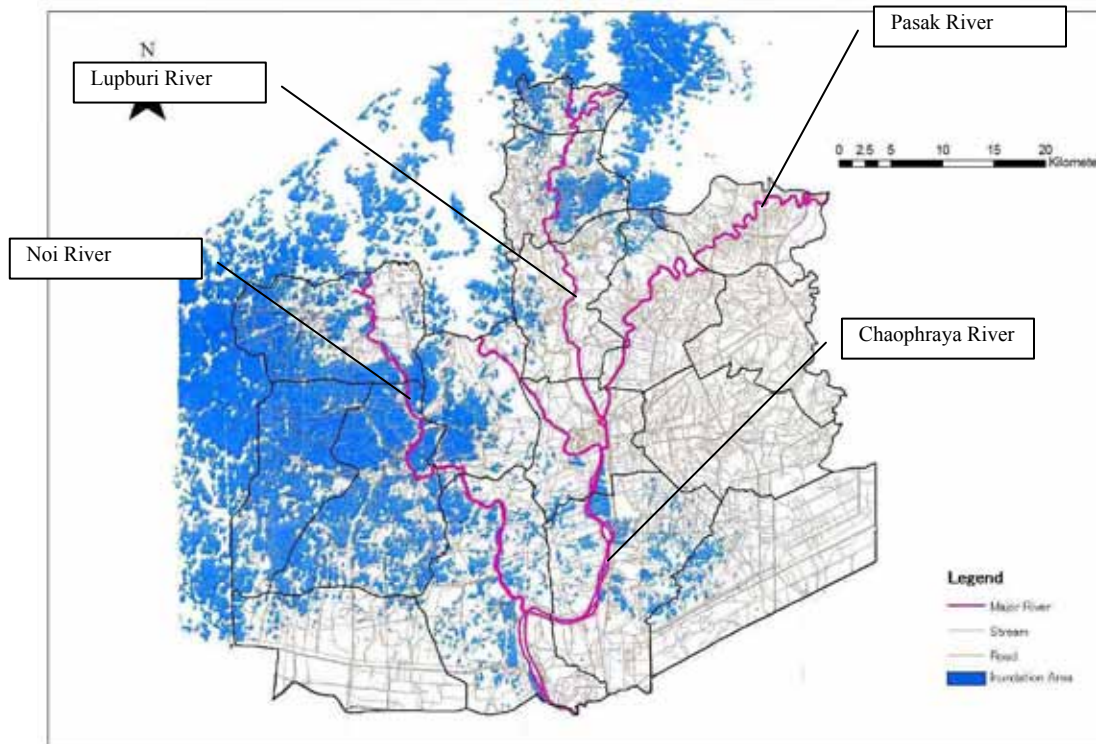 Pasak River
N
Lupburi River
0 2.5 5 10 15 20
Kilomete
Noi River
Chaophraya River
Legend
Major River
Stream
Road
Inundation Area